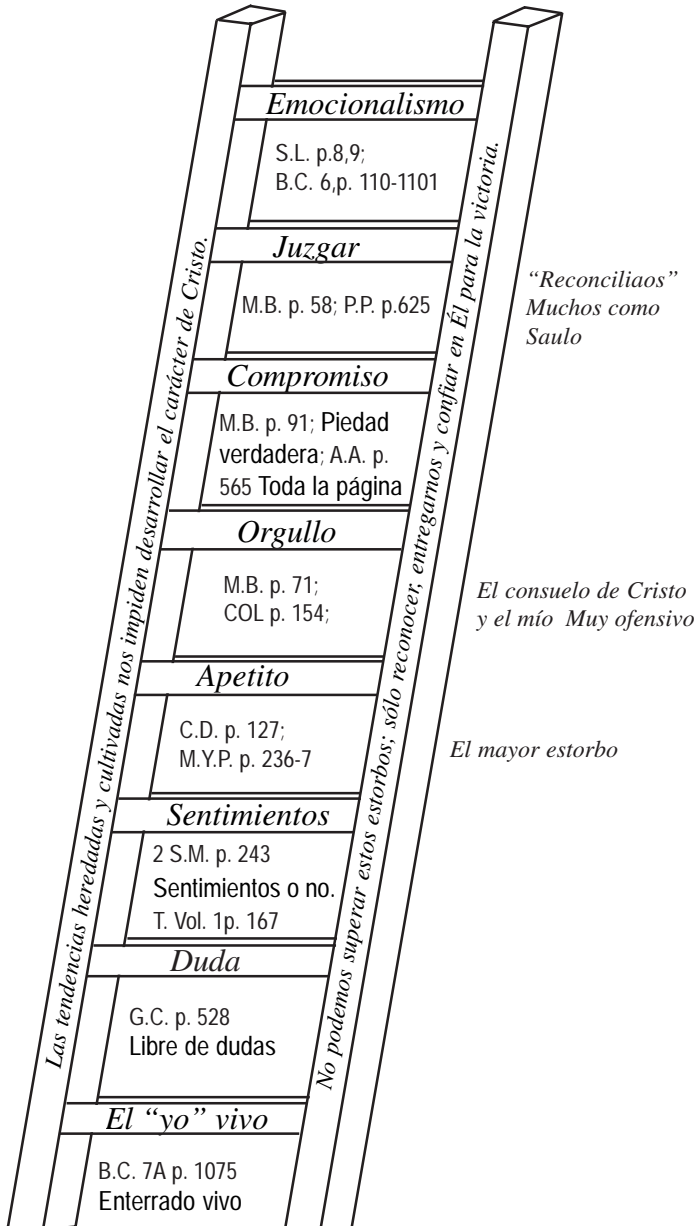 Emocionalismo
S.L. p.8,9;
B.C. 6,p. 110-1101
Juzgar
M.B. p. 58; P.P. p.625
“Reconciliaos”
Muchos como
Saulo
Compromiso
M.B. p. 91; Piedad
verdadera; A.A. p.
565 Toda la página
Orgullo
M.B. p. 71;
COL p. 154;
El consuelo de Cristo
y el mío Muy ofensivo
Apetito
C.D. p. 127;
M.Y.P. p. 236-7
El mayor estorbo
Sentimientos
2 S.M. p. 243
Sentimientos o no.
T. Vol. 1p. 167
Duda
G.C. p. 528
Libre de dudas
El “yo” vivo
B.C. 7A p. 1075
Enterrado vivo
Las tendencias heredadas y cultivadas nos impiden desarrollar el carácter de Cristo.
No podemos superar estos estorbos; sólo reconocer, entregarnos y confiar en Él para la victoria.